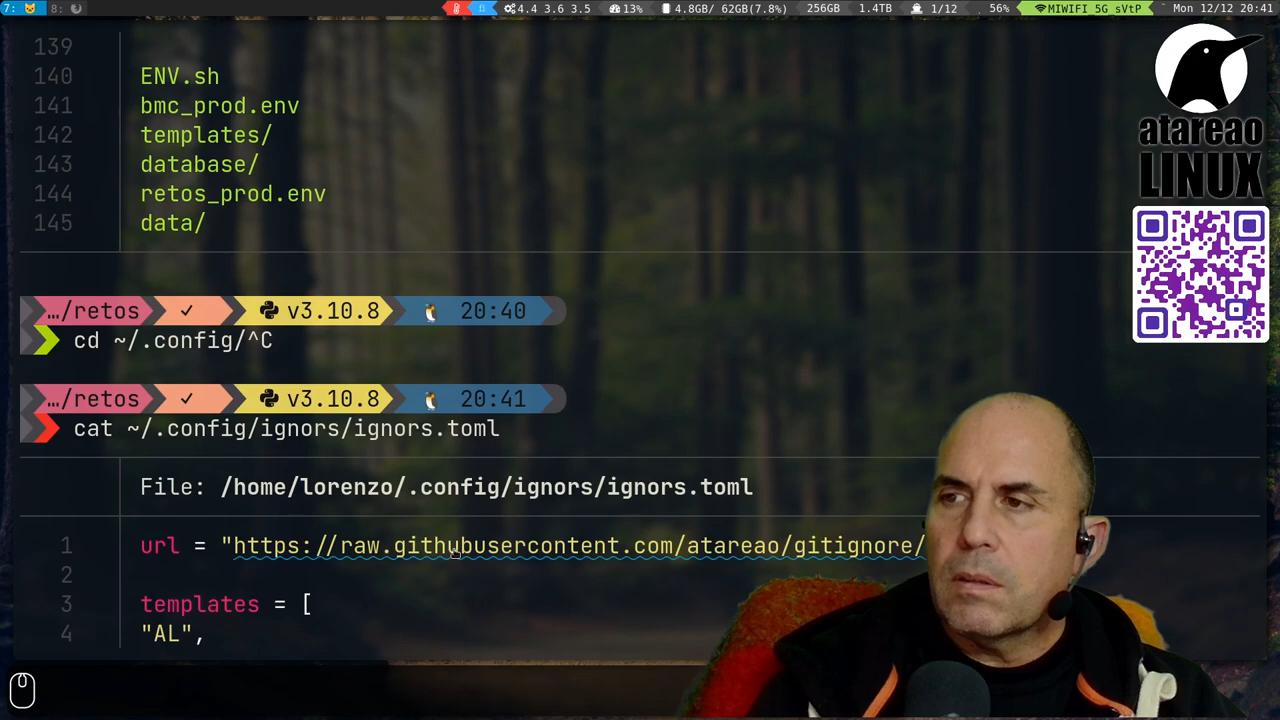 7: 8: 4.4 3.6 3.5 13% 4.8GB/ 62GB(7.8%) 256GB 1.4TB 1/12 56% MIWIFI_5G_sVtP Mon 12/12 20:41
139
140 ENV.sh
141 bmc_prod.env
142 templates/
143 database/
144 retos_prod.env
145 data/
atareao
LINUX
…/retos ✓ v3.10.8 20:40
cd ~/.config/^C
…/retos ✓ v3.10.8 20:41
cat ~/.config/ignors/ignors.toml
File: /home/lorenzo/.config/ignors/ignors.toml
1 url = "https://raw.githubusercontent.com/atareao/gitignore/
2
3 templates = [
4 "AL",